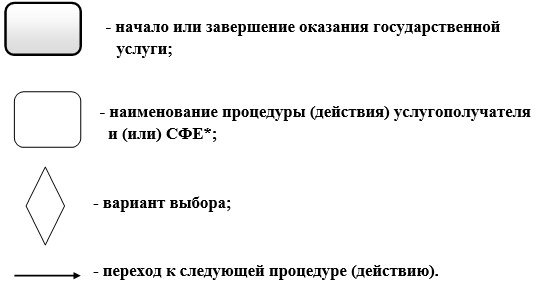 - начало или завершение оказания государственной
услуги;
- наименование процедуры (действия) услугополучателя
и (или) СФЕ*;
- вариант выбора;
- переход к следующей процедуре (действию).